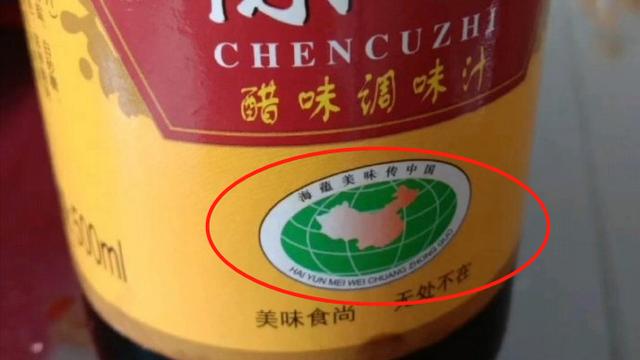 CHENCUZHI
醋味调味汁
海蕴美味传中国
HAI YUN MEI WEI CHUANG ZHONG GUO
500ml
美味食尚 无处不在